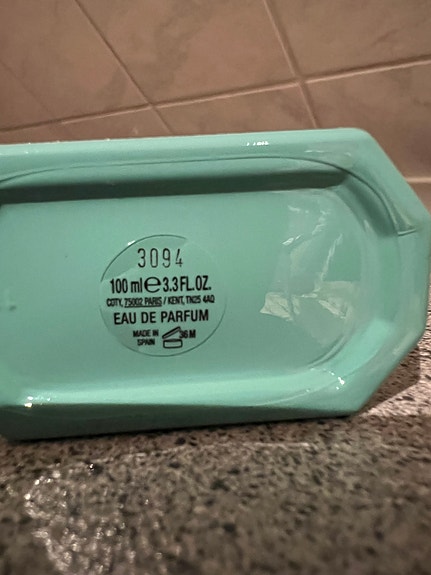 3094
100 ml e 3.3 FL.OZ.
COTY, 75002 PARIS / KENT, TN25 4AQ
EAU DE PARFUM
MADE IN
SPAIN
36 M